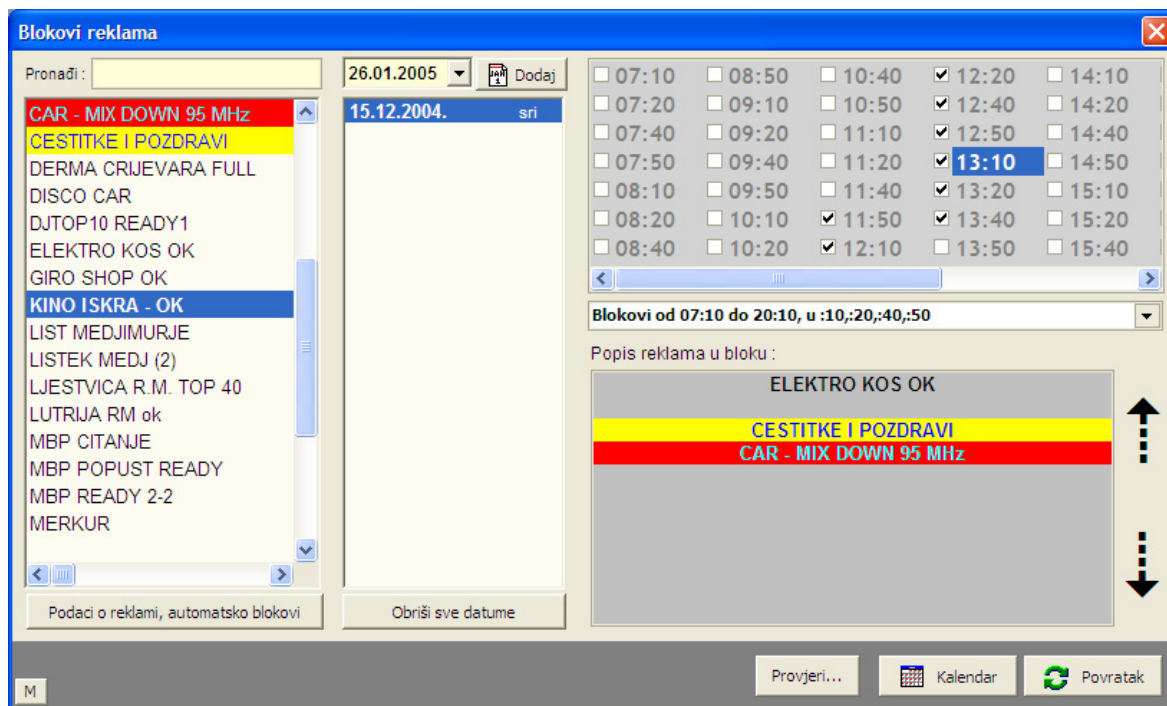 Blokovi reklama
Pronađi :
26.01.2005
Dodaj
CAR - MIX DOWN 95 MHz
CESTITKE I POZDRAVI
DERMA CRIJEVARA FULL
DISCO CAR
DJTOP10 READY1
ELEKTRO KOS OK
GIRO SHOP OK
KINO ISKRA - OK
LIST MEDJIMURJE
LISTEK MEDJ (2)
LJESTVICA R.M. TOP 40
LUTRIJA RM ok
MBP CITANJE
MBP POPUST READY
MBP READY 2-2
MERKUR
Podaci o reklami, automatsko blokovi
15.12.2004. sri
Obriši sve datume
07:10 08:50 10:40 12:20 14:10
07:20 09:10 10:50 12:40 14:20
07:40 09:20 11:10 12:50 14:40
07:50 09:40 11:20 13:10 14:50
08:10 09:50 11:40 13:20 15:10
08:20 10:10 11:50 13:40 15:20
08:40 10:20 12:10 13:50 15:40
Blokovi od 07:10 do 20:10, u :10,:20,:40,:50
Popis reklama u bloku :
ELEKTRO KOS OK
CESTITKE I POZDRAVI
CAR - MIX DOWN 95 MHz
M
Provjeri...
Kalendar
Povratak